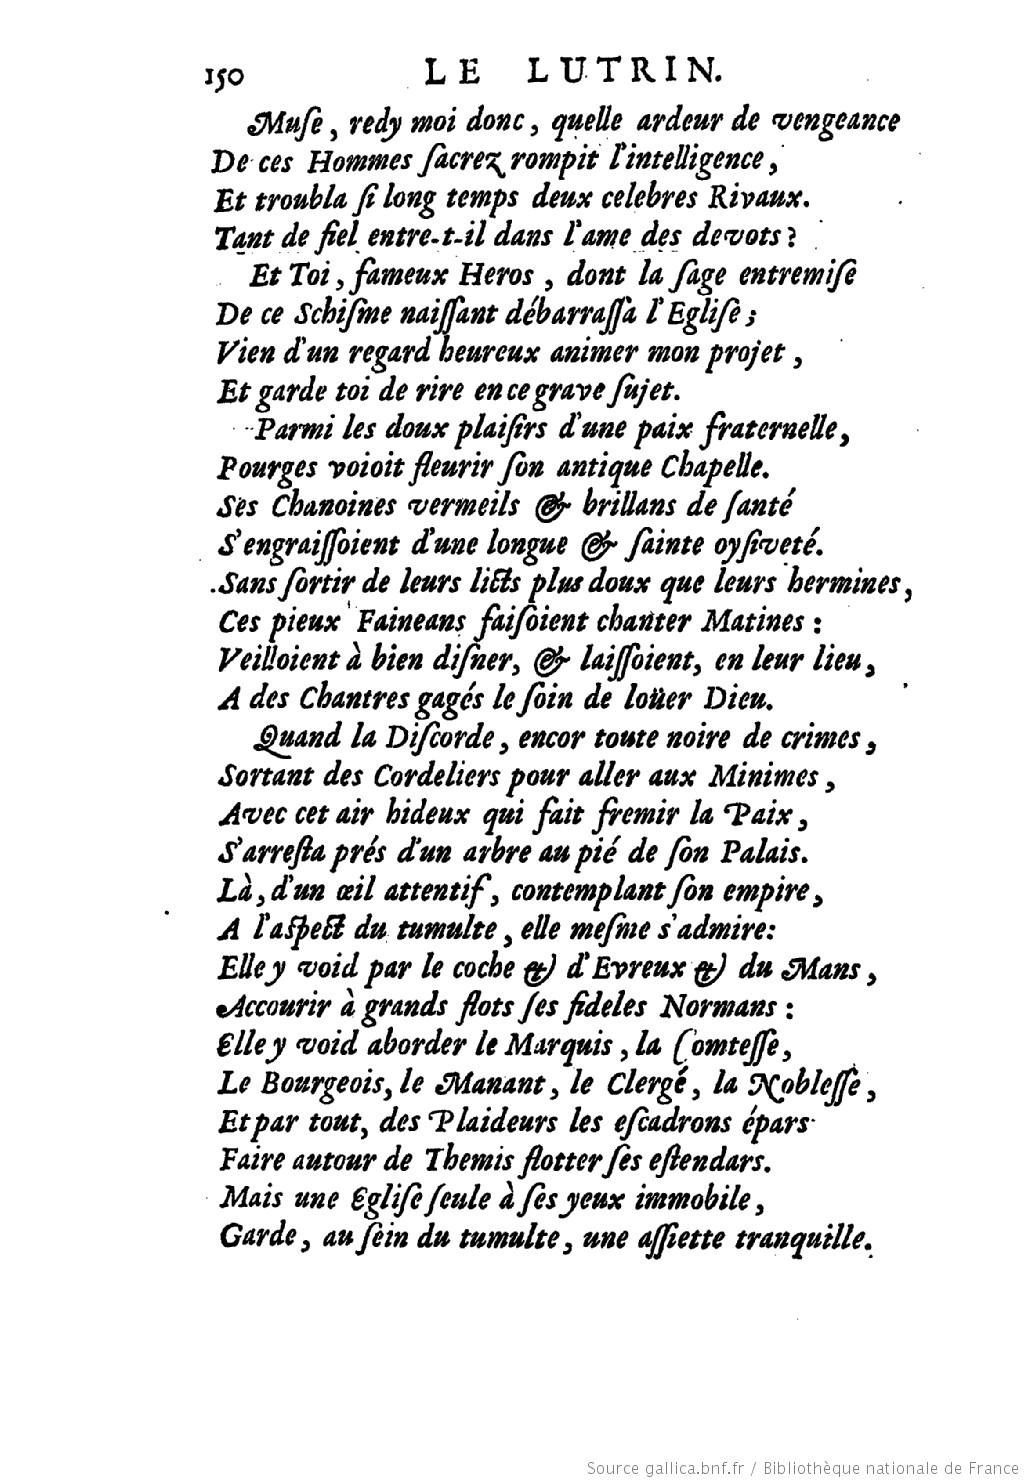 150 LE LUTRIN.
Muſe, redy moi donc, quelle ardeur de vengeance
De ces Hommes ſacrez rompit l'intelligence,
Et troubla ſi long temps deux celebres Rivaux.
Tant de fiel entre-t-il dans l'ame des devots?
Et Toi, fameux Heros, dont la ſage entremiſe
De ce Schiſme naiſſant débarraſſa l'Egliſe;
Vien d'un regard heureux animer mon projet,
Et garde toi de rire en ce grave ſujet.
Parmi les doux plaiſirs d'une paix fraternelle,
Pourges voioit fleurir ſon antique Chapelle.
Ses Chanoines vermeils & brillans de ſanté
S'engraiſſoient d'une longue & ſainte oyſiveté.
Sans ſortir de leurs licts plus doux que leurs hermines,
Ces pieux Faineans faiſoient chanter Matines:
Veilloient à bien diſner, & laiſſoient, en leur lieu,
A des Chantres gagés le ſoin de loüer Dieu.
Quand la Diſcorde, encor toute noire de crimes,
Sortant des Cordeliers pour aller aux Minimes,
Avec cet air hideux qui fait fremir la Paix,
S'arreſta prés d'un arbre au pié de ſon Palais.
Là, d'un œil attentif, contemplant ſon empire,
A l'aſpect du tumulte, elle meſme s'admire:
Elle y void par le coche & d'Evreux & du Mans,
Accourir à grands flots ſes fideles Normans:
Elle y void aborder le Marquis, la Comteſſe,
Le Bourgeois, le Manant, le Clergé, la Nobleſſe,
Et par tout, des Plaideurs les eſcadrons épars
Faire autour de Themis flotter ſes eſtendars.
Mais une Egliſe ſeule à ſes yeux immobile,
Garde, au ſein du tumulte, une aſſiette tranquille.
Source gallica.bnf.fr / Bibliothèque nationale de France